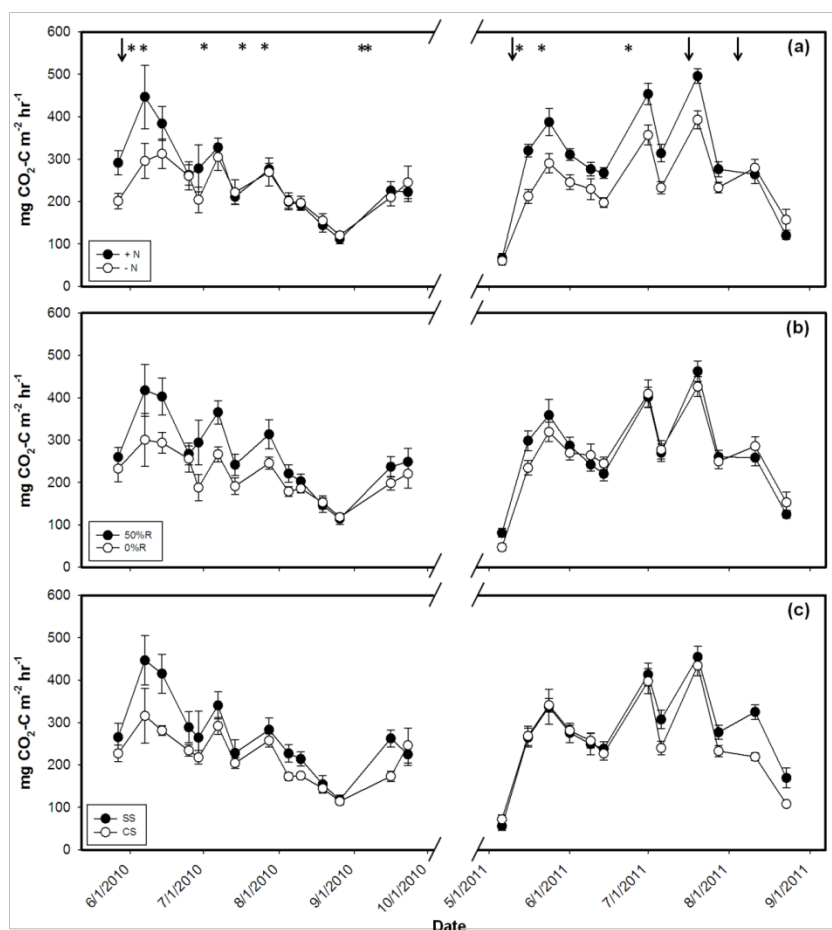 600
500
400
300
200
100
0
mg CO₂-C m⁻² hr⁻¹
* * * * * ** * * *
(a)
+ N
- N
600
500
400
300
200
100
0
mg CO₂-C m⁻² hr⁻¹
(b)
50%R
0%R
600
500
400
300
200
100
0
mg CO₂-C m⁻² hr⁻¹
(c)
SS
CS
6/1/2010
7/1/2010
8/1/2010
9/1/2010
10/1/2010
5/1/2011
6/1/2011
7/1/2011
8/1/2011
9/1/2011
Date